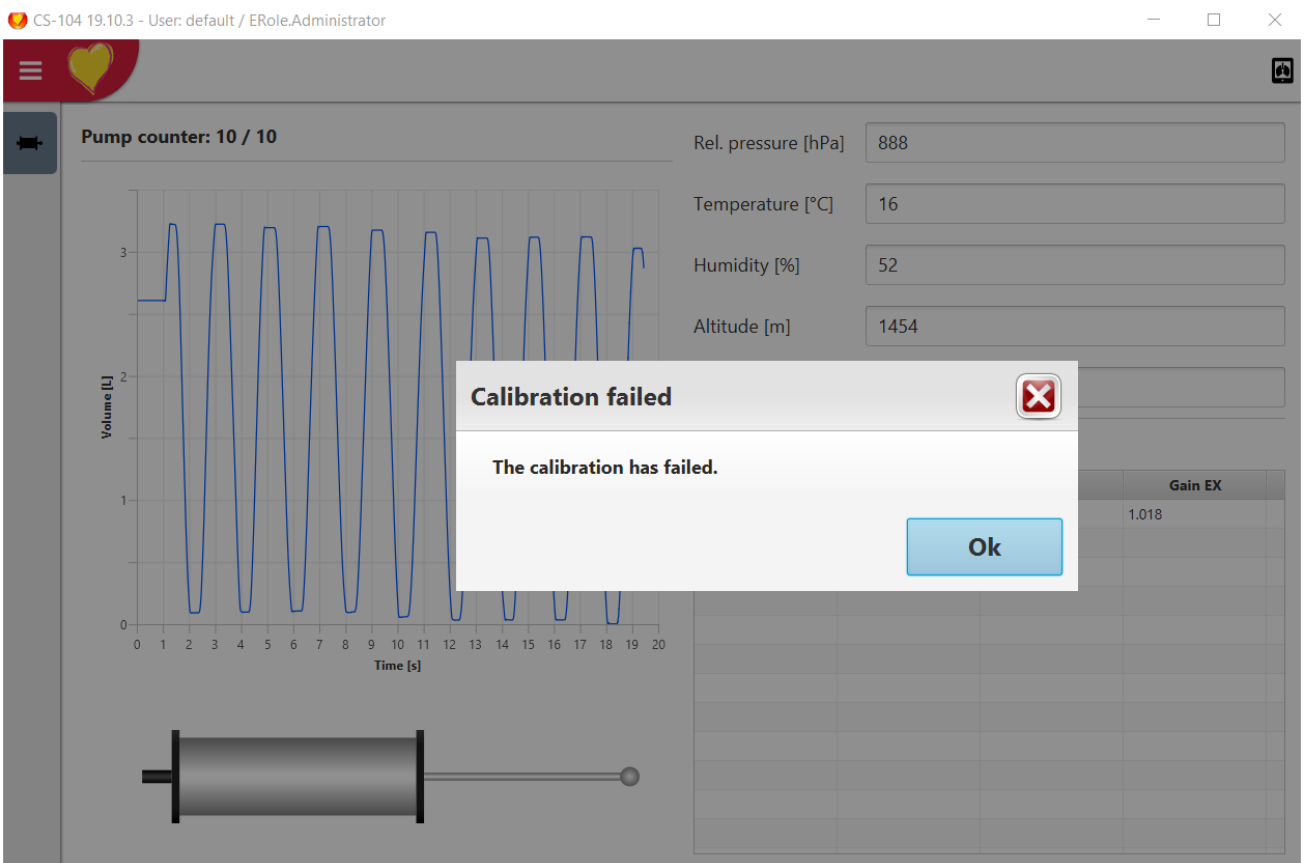 CS-104 19.10.3 - User: default / ERole.Administrator
Pump counter: 10 / 10
Rel. pressure [hPa] 888
Temperature [°C] 16
Humidity [%] 52
Altitude [m] 1454
Volume [L]
3
2
1
0
0 1 2 3 4 5 6 7 8 9 10 11 12 13 14 15 16 17 18 19 20
Time [s]
Calibration failed
The calibration has failed.
Ok
Gain EX
1.018